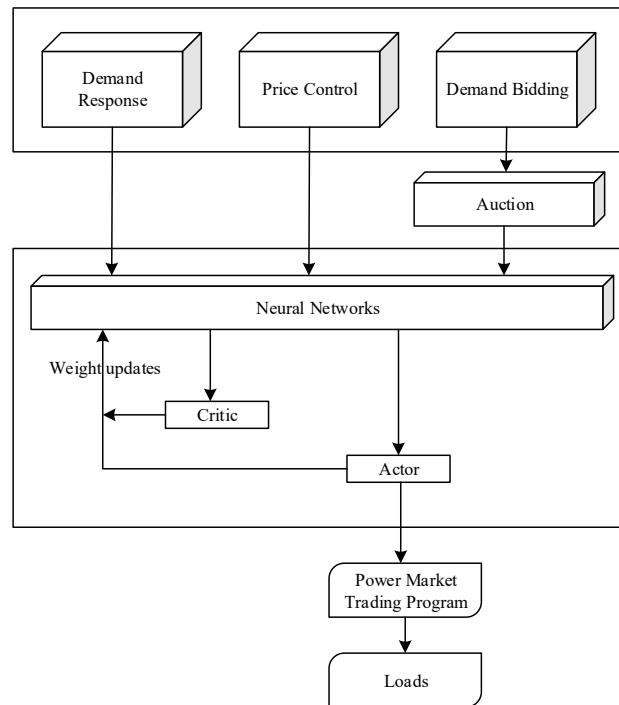 Demand
Response
Price Control
Demand Bidding
Auction
Neural Networks
Weight updates
Critic
Actor
Power Market
Trading Program
Loads